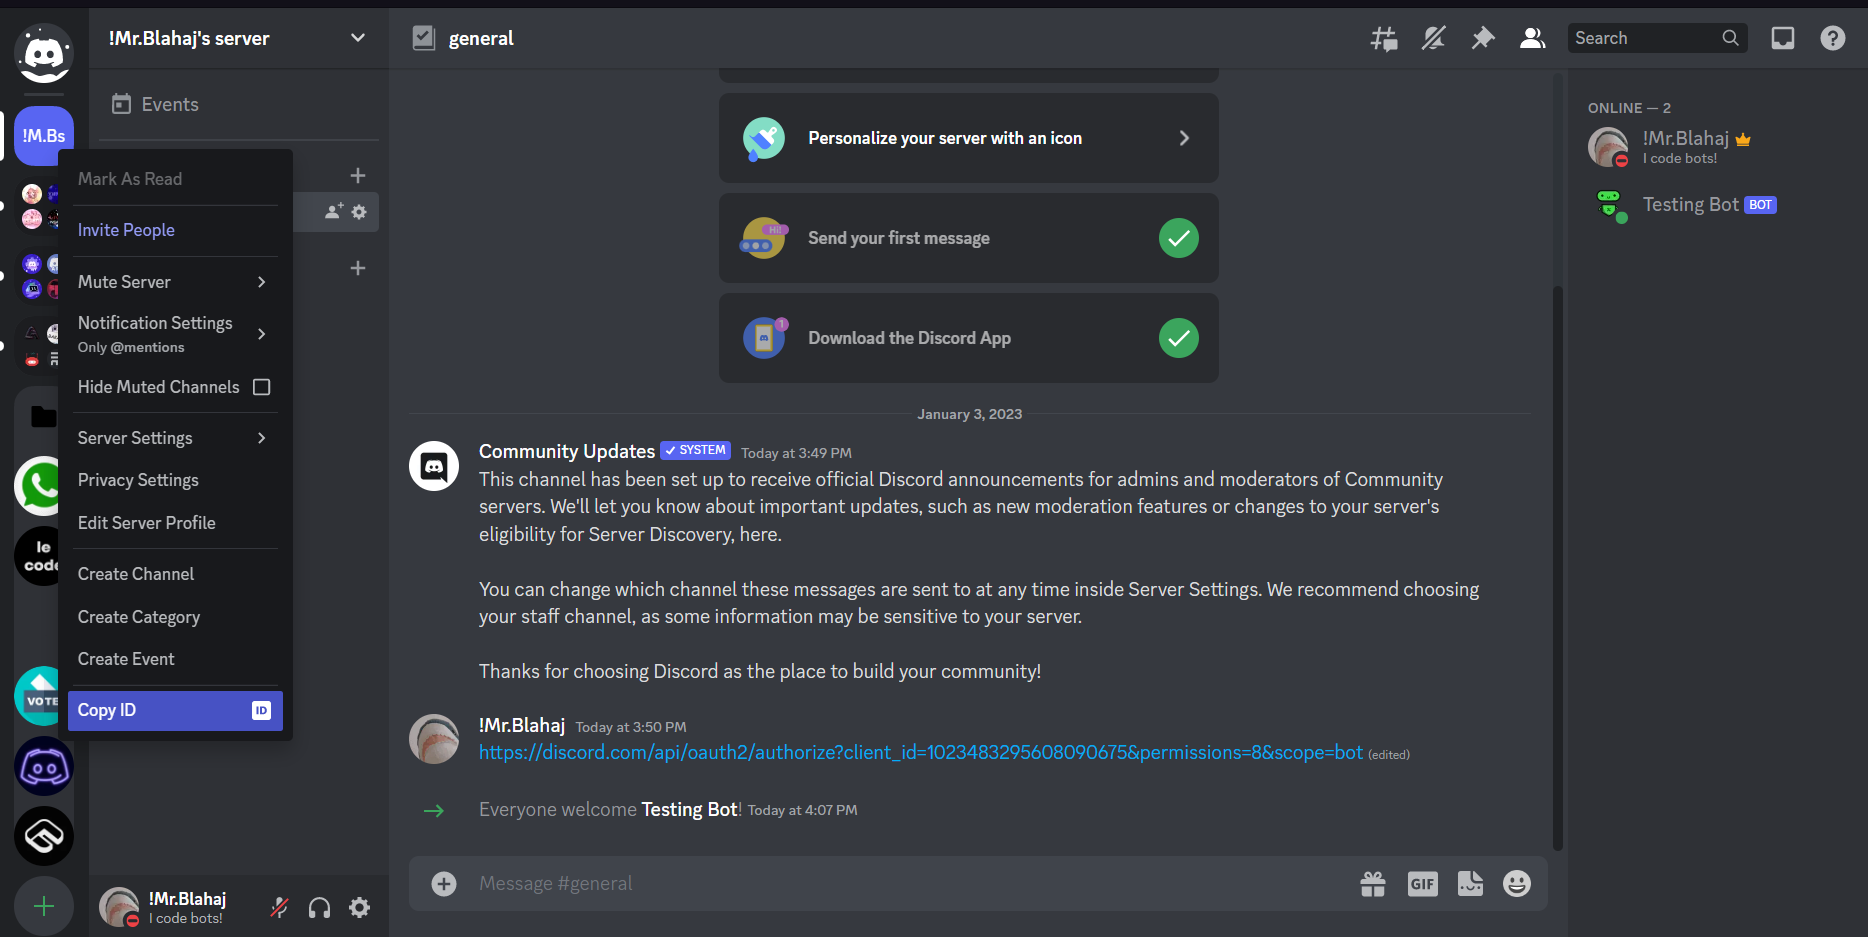 !Mr.Blahaj's server
general
Search
Events
!M.Bs
Mark As Read
Invite People
Mute Server
Notification Settings
Only @mentions
Hide Muted Channels
Server Settings
Privacy Settings
Edit Server Profile
Create Channel
Create Category
Create Event
Copy ID
ID
le
code
VOTE
!Mr.Blahaj
I code bots!
Personalize your server with an icon
Hi!
Send your first message
1
Download the Discord App
January 3, 2023
Community Updates SYSTEM Today at 3:49 PM
This channel has been set up to receive official Discord announcements for admins and moderators of Community
servers. We'll let you know about important updates, such as new moderation features or changes to your server's
eligibility for Server Discovery, here.
You can change which channel these messages are sent to at any time inside Server Settings. We recommend choosing
your staff channel, as some information may be sensitive to your server.
Thanks for choosing Discord as the place to build your community!
!Mr.Blahaj Today at 3:50 PM
https://discord.com/api/oauth2/authorize?client_id=1023483295608090675&permissions=8&scope=bot (edited)
Everyone welcome Testing Bot! Today at 4:07 PM
Message #general
GIF
ONLINE — 2
!Mr.Blahaj
I code bots!
Testing Bot BOT